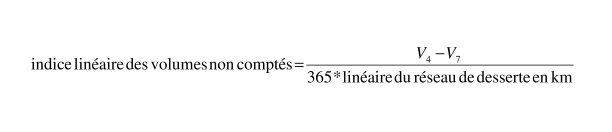 indice linéaire des volumes non comptés = (V₄ − V₇) / (365 * linéaire du réseau de desserte en km)